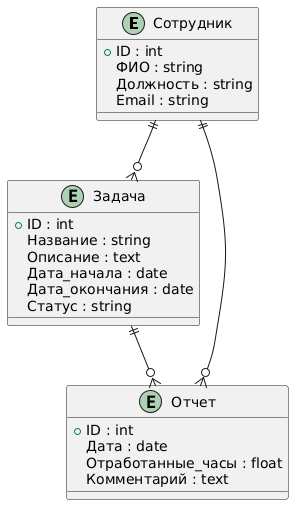 E Сотрудник
+ ID : int
ФИО : string
Должность : string
Email : string
E Задача
ID : int
Название : string
Описание : text
Дата_начала : date
Дата_окончания : date
Статус : string
E Отчет
ID : int
Дата : date
Отработанные_часы : float
Комментарий : text